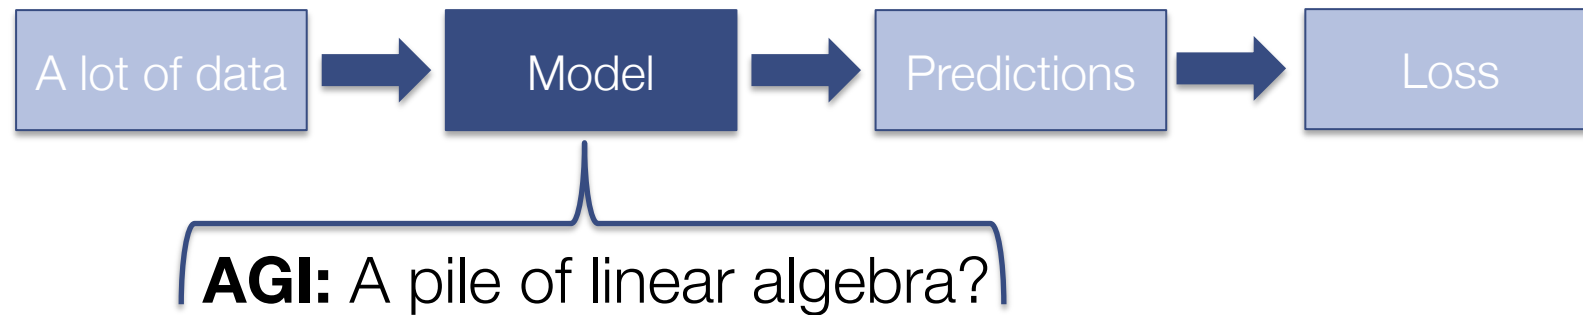 A lot of data
Model
Predictions
Loss
AGI: A pile of linear algebra?